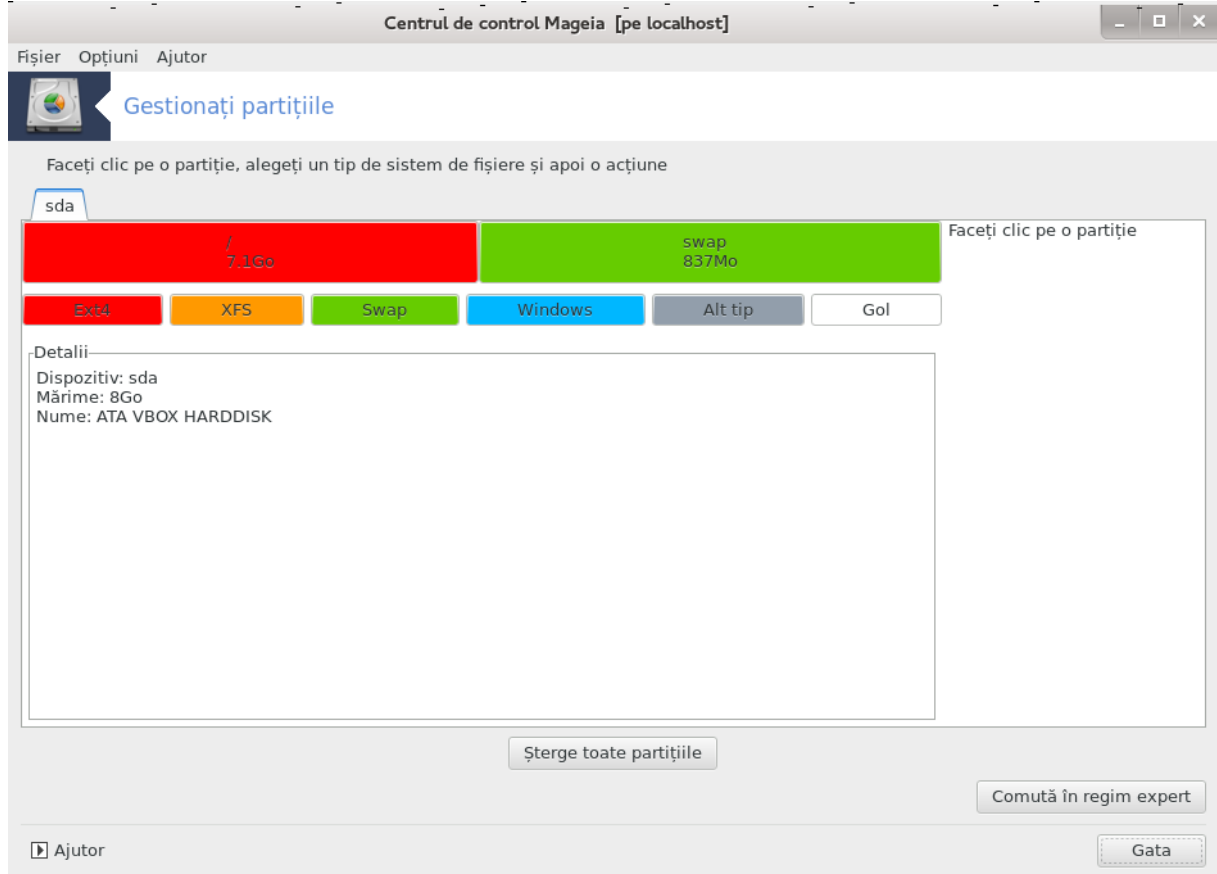 Centrul de control Mageia [pe localhost]
Fișier Opțiuni Ajutor
Gestionați partițiile
Faceți clic pe o partiție, alegeți un tip de sistem de fișiere și apoi o acțiune
sda
/
7.1Go
swap
837Mo
Faceți clic pe o partiție
Ext4 XFS Swap Windows Alt tip Gol
Detalii
Dispozitiv: sda
Mărime: 8Go
Nume: ATA VBOX HARDDISK
Șterge toate partițiile
Comută în regim expert
Ajutor
Gata